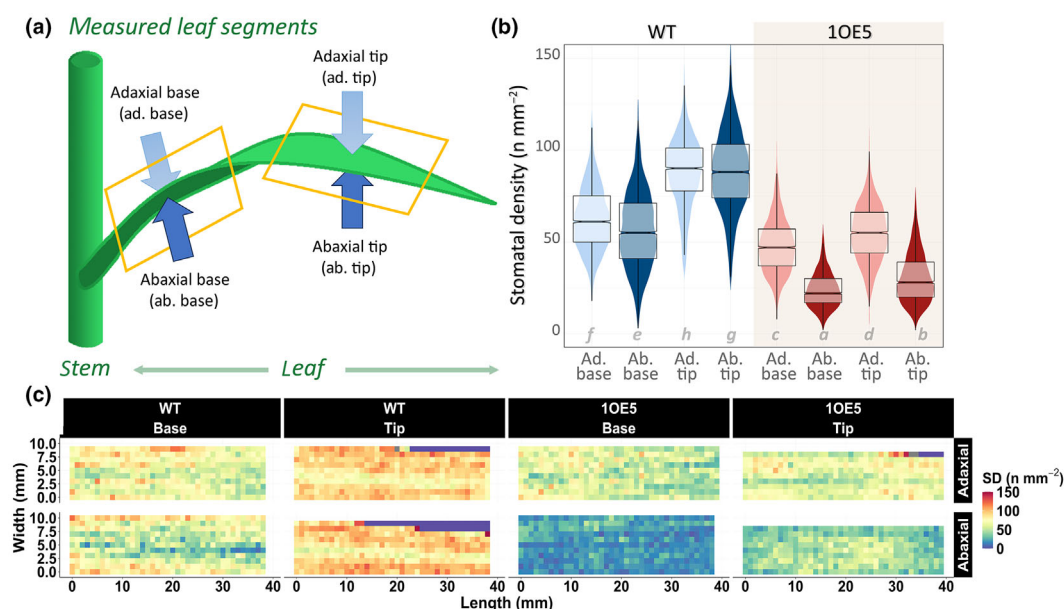 (a) Measured leaf segments
Adaxial tip
(ad. tip)
Adaxial base
(ad. base)
Abaxial base
(ab. base)
Abaxial tip
(ab. tip)
Stem
Leaf
(b)
WT
1OE5
Stomatal density (n mm⁻²)
150
100
50
0
f e h g c a d b
Ad. base
Ab. base
Ad. tip
Ab. tip
Ad. base
Ab. base
Ad. tip
Ab. tip
(c)
WT
Base
WT
Tip
1OE5
Base
1OE5
Tip
Width (mm)
10.0
7.5
5.0
2.5
0.0
10.0
7.5
5.0
2.5
0.0
Adaxial
Abaxial
0 10 20 30 40 0 10 20 30 40 0 10 20 30 40 0 10 20 30 40
Length (mm)
SD (n mm⁻²)
150
100
50
0